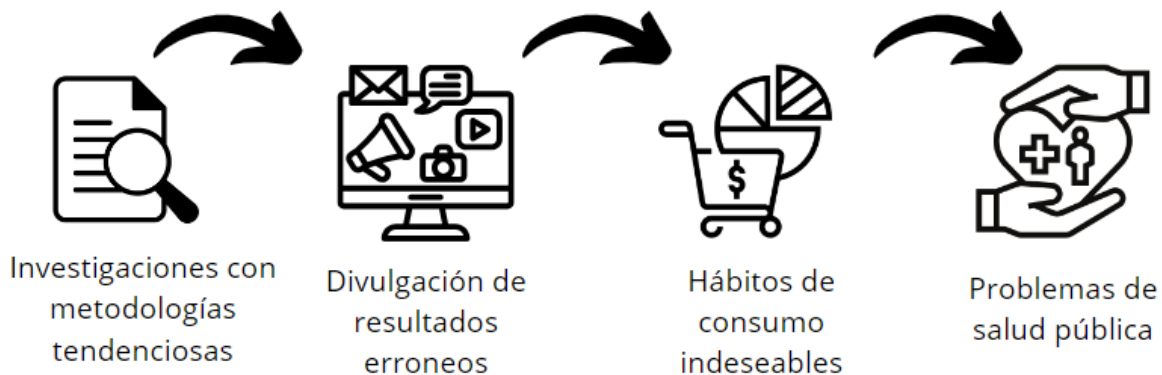 Investigaciones con
metodologías
tendenciosas
Divulgación de
resultados
erroneos
Hábitos de
consumo
indeseables
Problemas de
salud pública
$